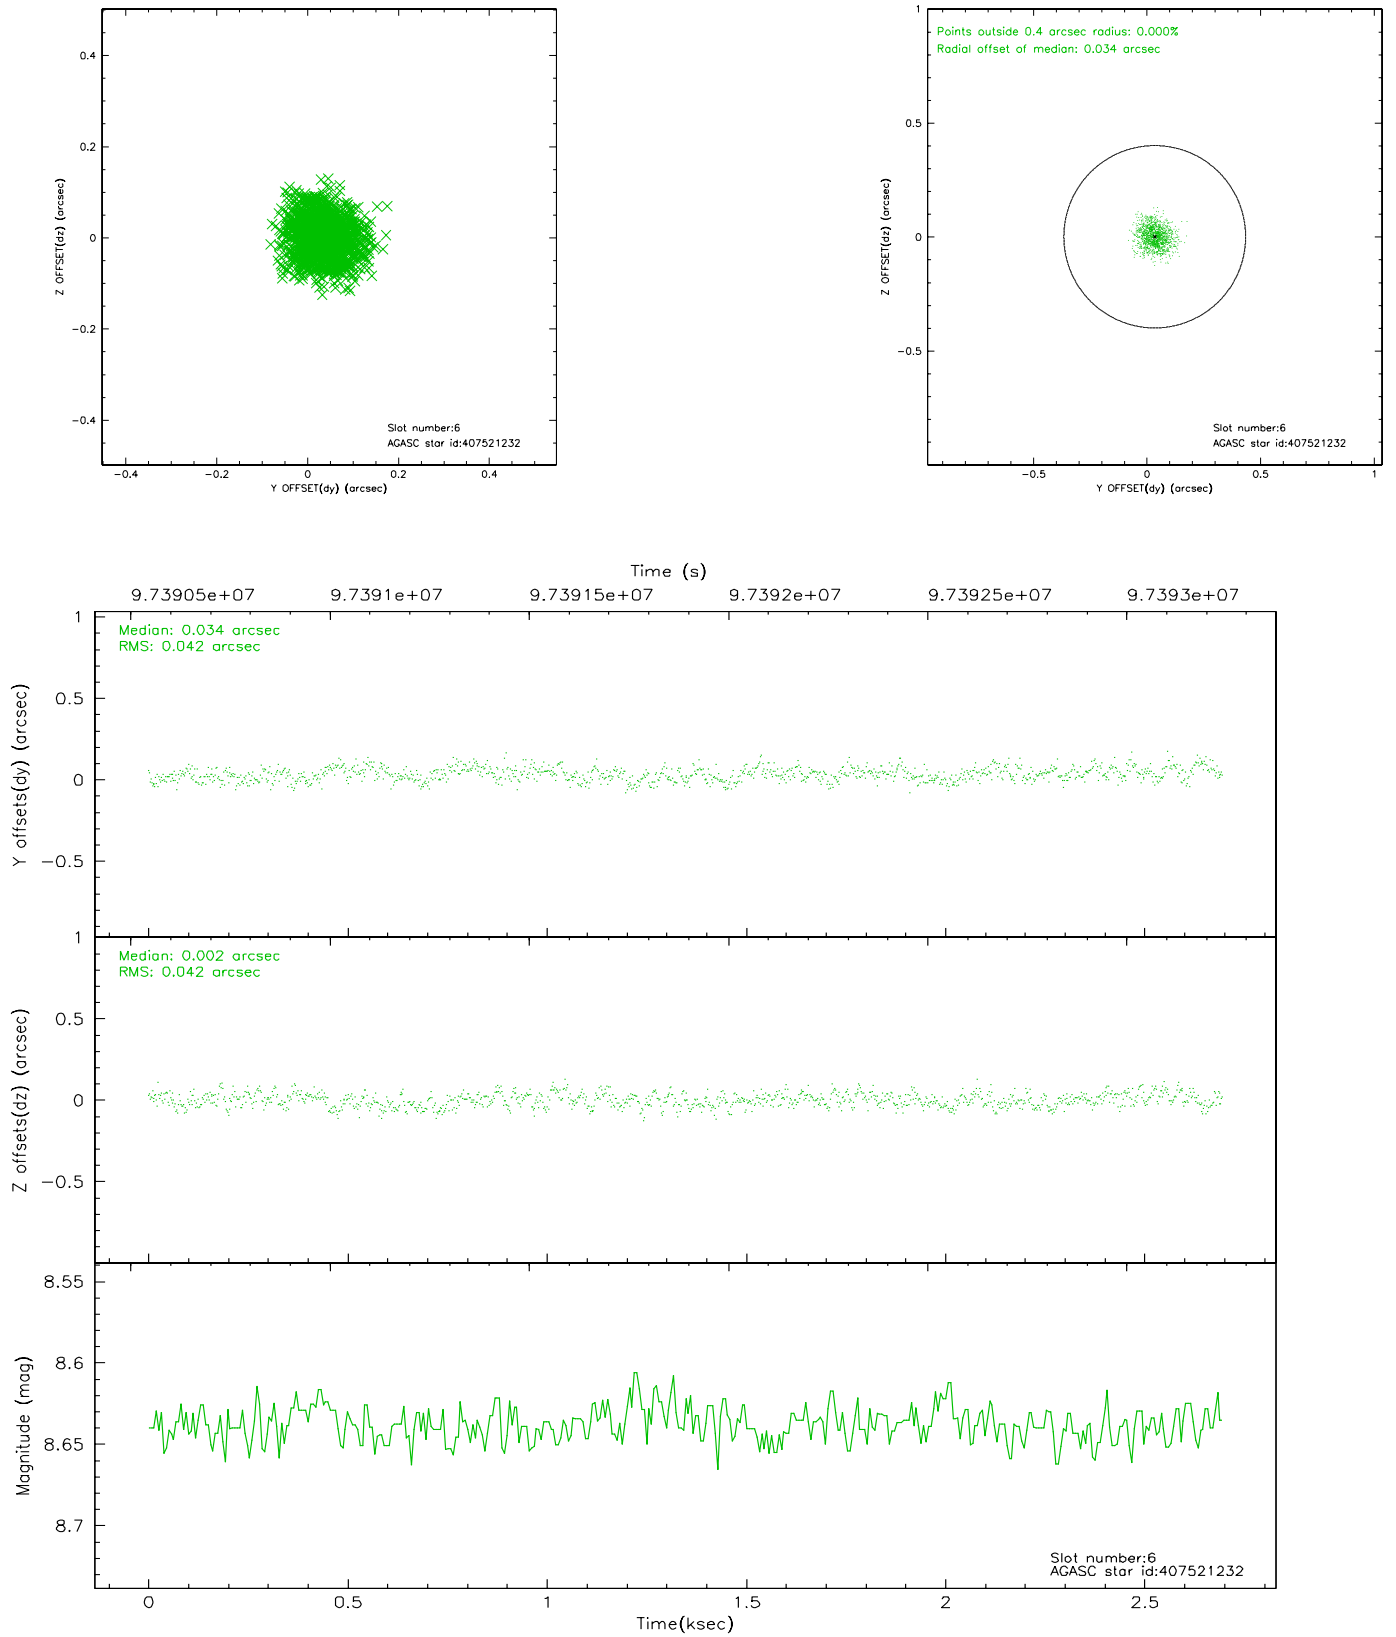 0.4
0.2
0
−0.2
−0.4
Z OFFSET(dz) (arcsec)
Slot number:6
AGASC star id:407521232
−0.4 −0.2 0 0.2 0.4
Y OFFSET(dy) (arcsec)
1
0.5
0
−0.5
Z OFFSET(dz) (arcsec)
Points outside 0.4 arcsec radius: 0.000%
Radial offset of median: 0.034 arcsec
Slot number:6
AGASC star id:407521232
−0.5 0 0.5 1
Y OFFSET(dy) (arcsec)
Time (s)
9.73905e+07 9.7391e+07 9.73915e+07 9.7392e+07 9.73925e+07 9.7393e+07
1
0.5
0
−0.5
Y offsets(dy) (arcsec)
Median: 0.034 arcsec
RMS: 0.042 arcsec
1
0.5
0
−0.5
Z offsets(dz) (arcsec)
Median: 0.002 arcsec
RMS: 0.042 arcsec
8.55
8.6
8.65
8.7
Magnitude (mag)
Slot number:6
AGASC star id:407521232
0 0.5 1 1.5 2 2.5
Time(ksec)